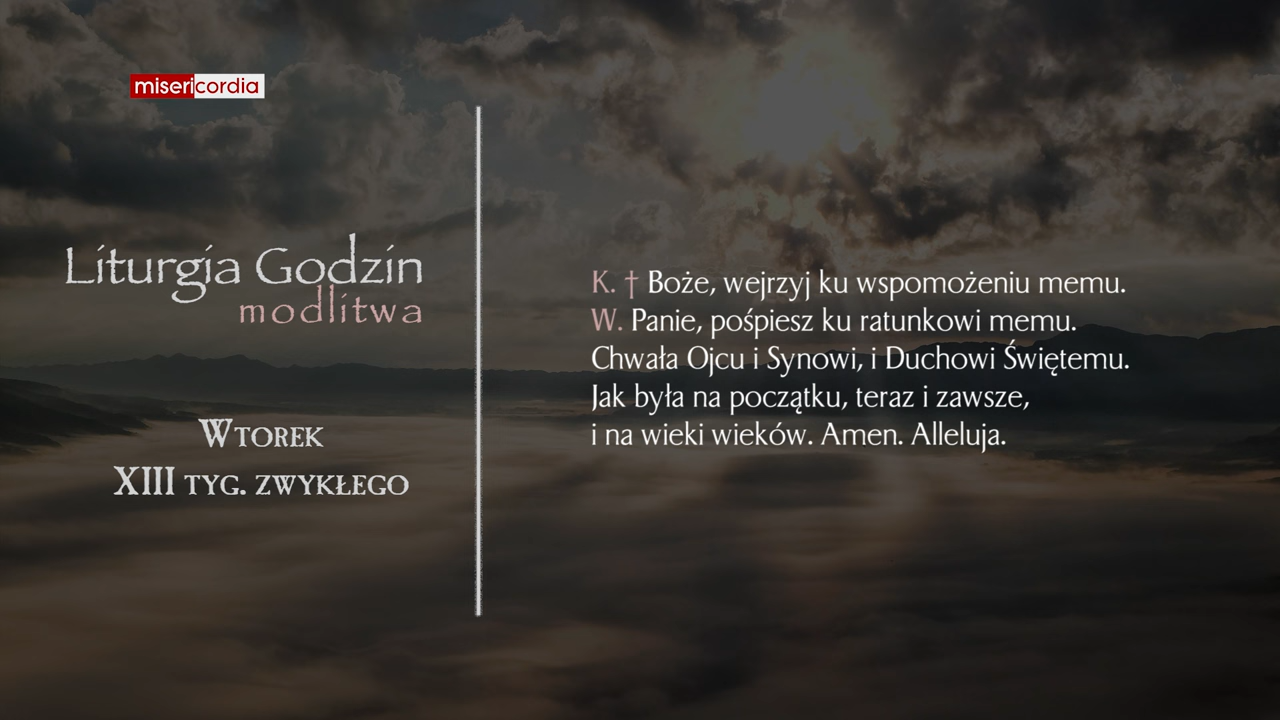 misericordia
Liturgia Godzin
modlitwa
Wtorek
XIII tyg. zwykłego
K. † Boże, wejrzyj ku wspomożeniu memu.
W. Panie, pośpiesz ku ratunkowi memu.
Chwała Ojcu i Synowi, i Duchowi Świętemu.
Jak była na początku, teraz i zawsze,
i na wieki wieków. Amen. Alleluja.